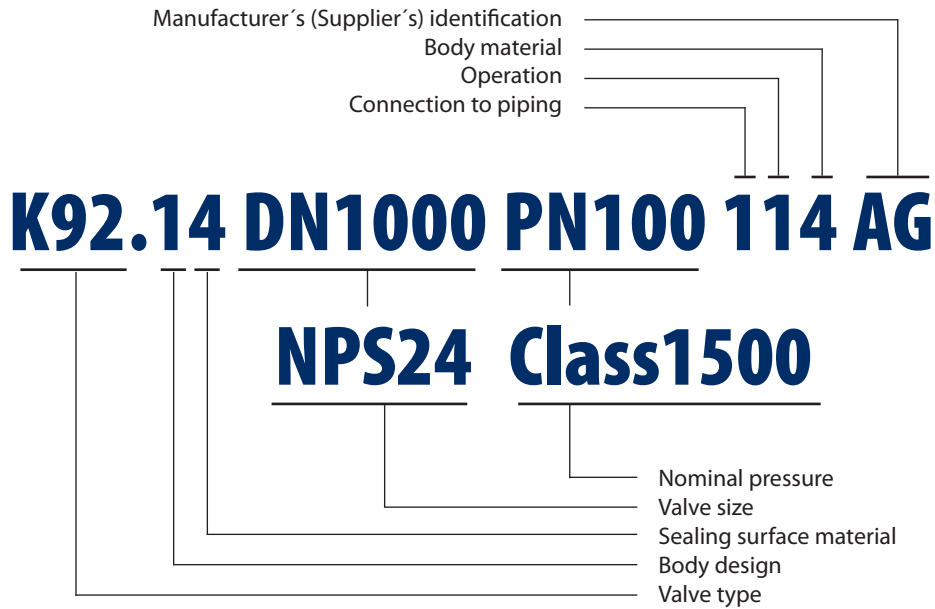 Manufacturer´s (Supplier´s) identification
Body material
Operation
Connection to piping
K92.14 DN1000 PN100 114 AG
NPS24 Class1500
Nominal pressure
Valve size
Sealing surface material
Body design
Valve type